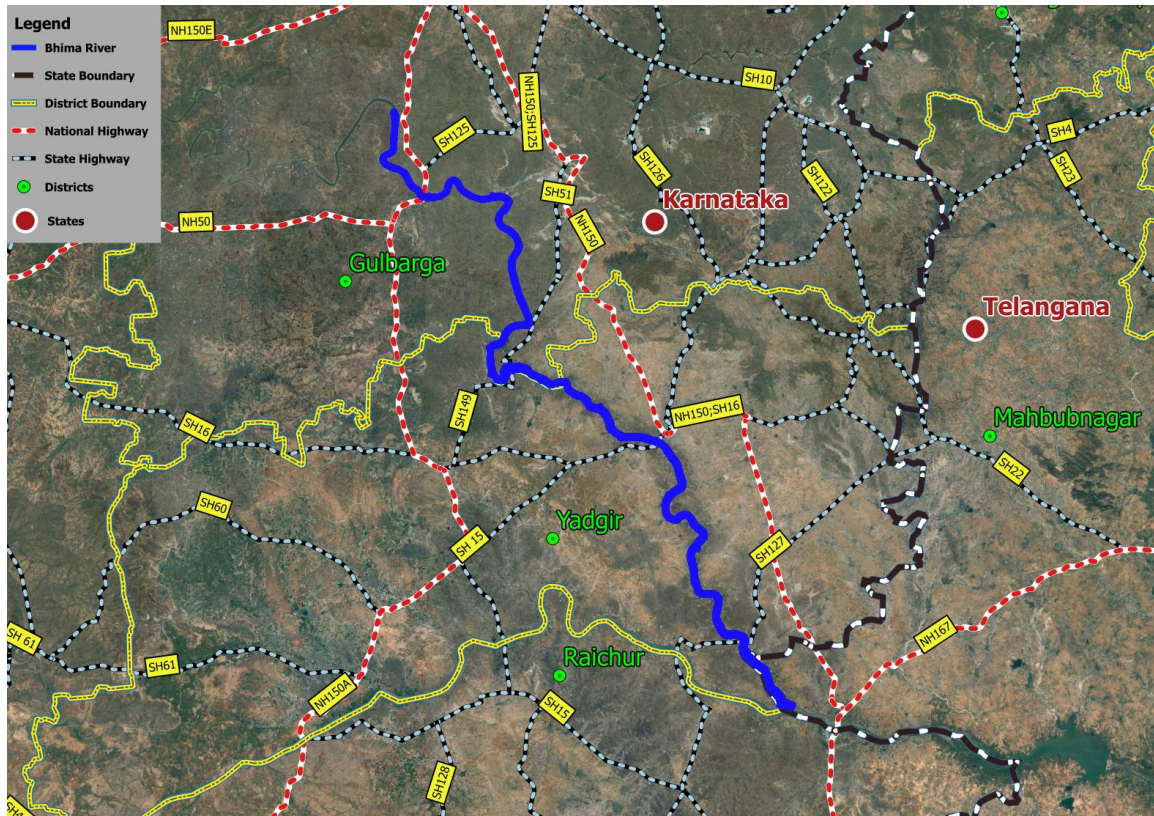 Legend
Bhima River
State Boundary
District Boundary
National Highway
State Highway
Districts
States
NH150E
SH10
NH150;SH125
SH125
SH4
SH126
SH23
SH122
SH51
Karnataka
NH50
NH150
Gulbarga
Telangana
SH149
NH150;SH16
SH16
Mahbubnagar
SH22
SH60
Yadgir
SH 15
SH127
SH 61
NH167
SH61
Raichur
NH150A
SH15
SH128